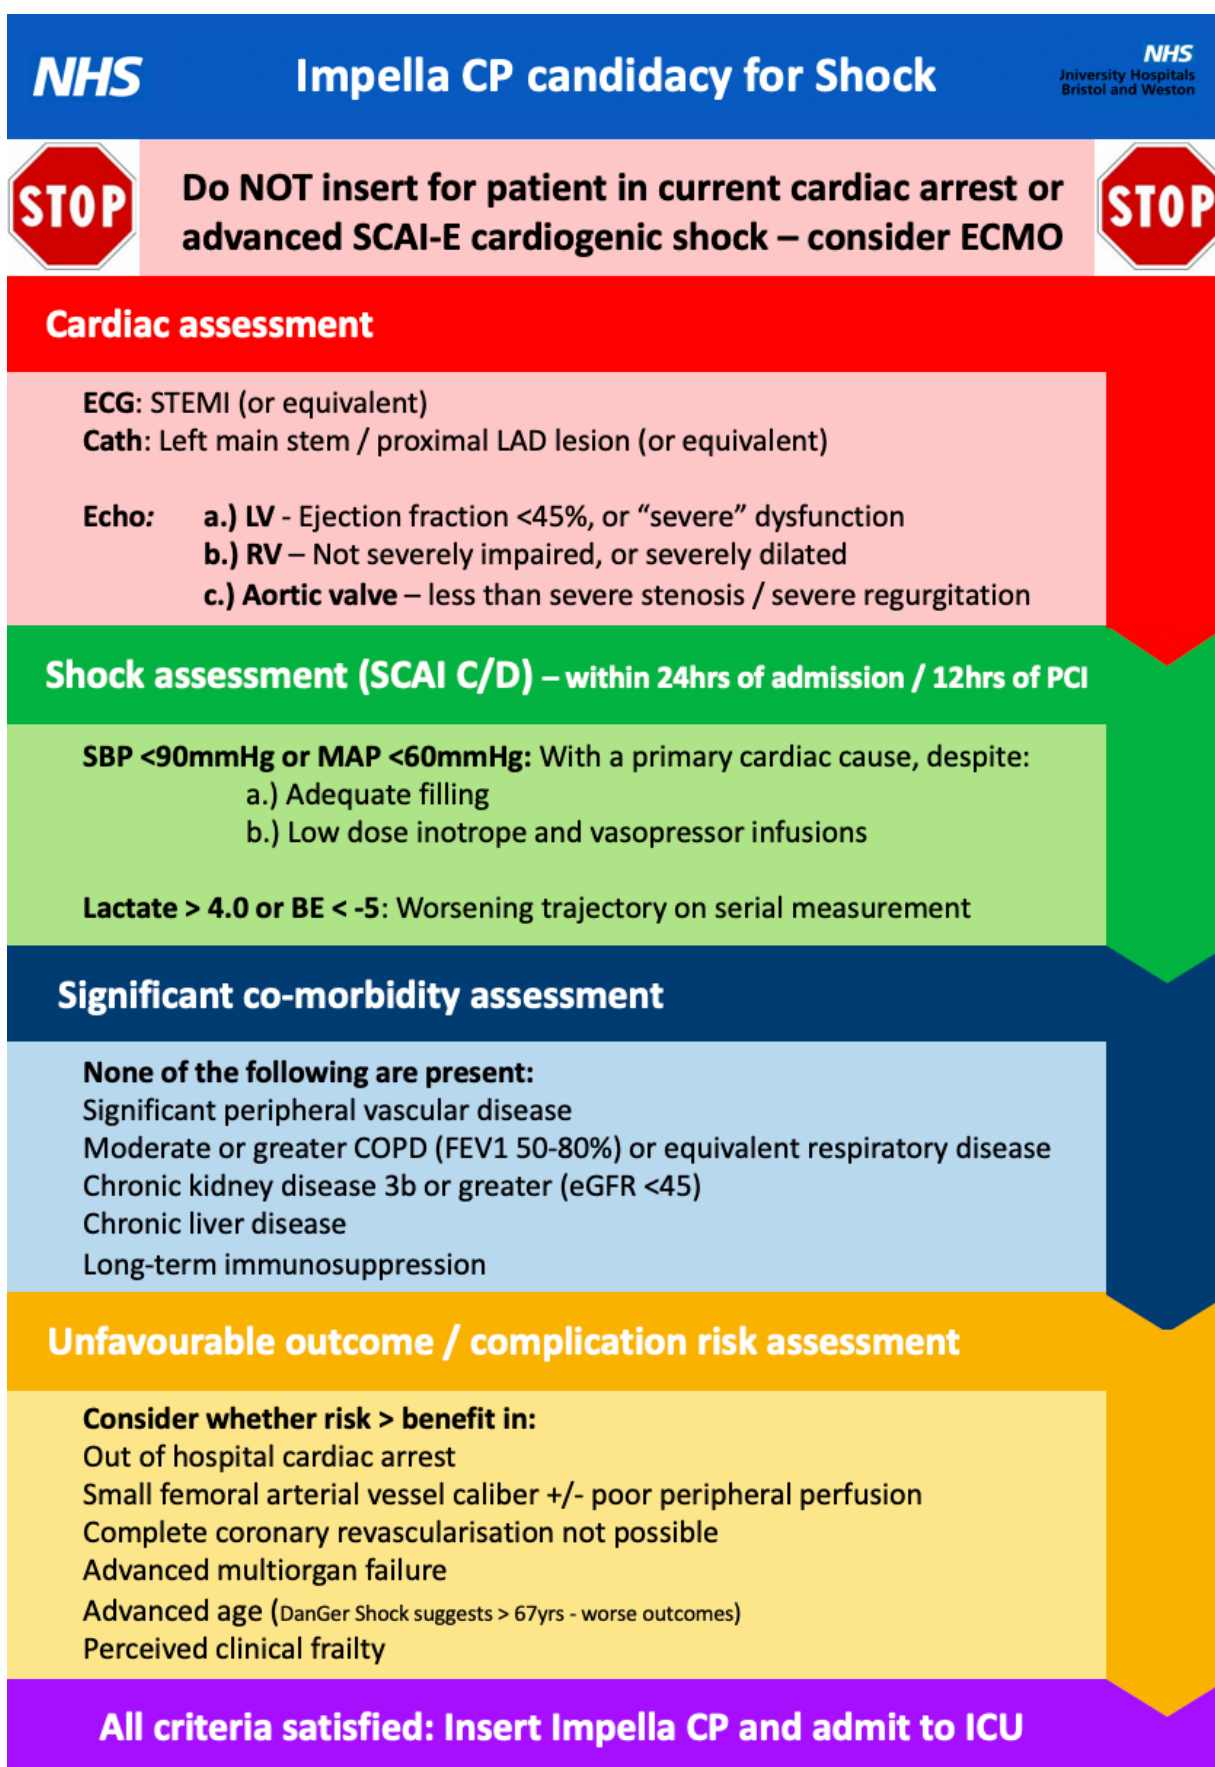 NHS
Impella CP candidacy for Shock
NHS
University Hospitals
Bristol and Weston
STOP
Do NOT insert for patient in current cardiac arrest or
advanced SCAI-E cardiogenic shock – consider ECMO
STOP
Cardiac assessment
ECG: STEMI (or equivalent)
Cath: Left main stem / proximal LAD lesion (or equivalent)
Echo: a.) LV - Ejection fraction <45%, or “severe” dysfunction
b.) RV – Not severely impaired, or severely dilated
c.) Aortic valve – less than severe stenosis / severe regurgitation
Shock assessment (SCAI C/D) – within 24hrs of admission / 12hrs of PCI
SBP <90mmHg or MAP <60mmHg: With a primary cardiac cause, despite:
a.) Adequate filling
b.) Low dose inotrope and vasopressor infusions
Lactate > 4.0 or BE < -5: Worsening trajectory on serial measurement
Significant co-morbidity assessment
None of the following are present:
Significant peripheral vascular disease
Moderate or greater COPD (FEV1 50-80%) or equivalent respiratory disease
Chronic kidney disease 3b or greater (eGFR <45)
Chronic liver disease
Long-term immunosuppression
Unfavourable outcome / complication risk assessment
Consider whether risk > benefit in:
Out of hospital cardiac arrest
Small femoral arterial vessel caliber +/- poor peripheral perfusion
Complete coronary revascularisation not possible
Advanced multiorgan failure
Advanced age (DanGer Shock suggests > 67yrs - worse outcomes)
Perceived clinical frailty
All criteria satisfied: Insert Impella CP and admit to ICU